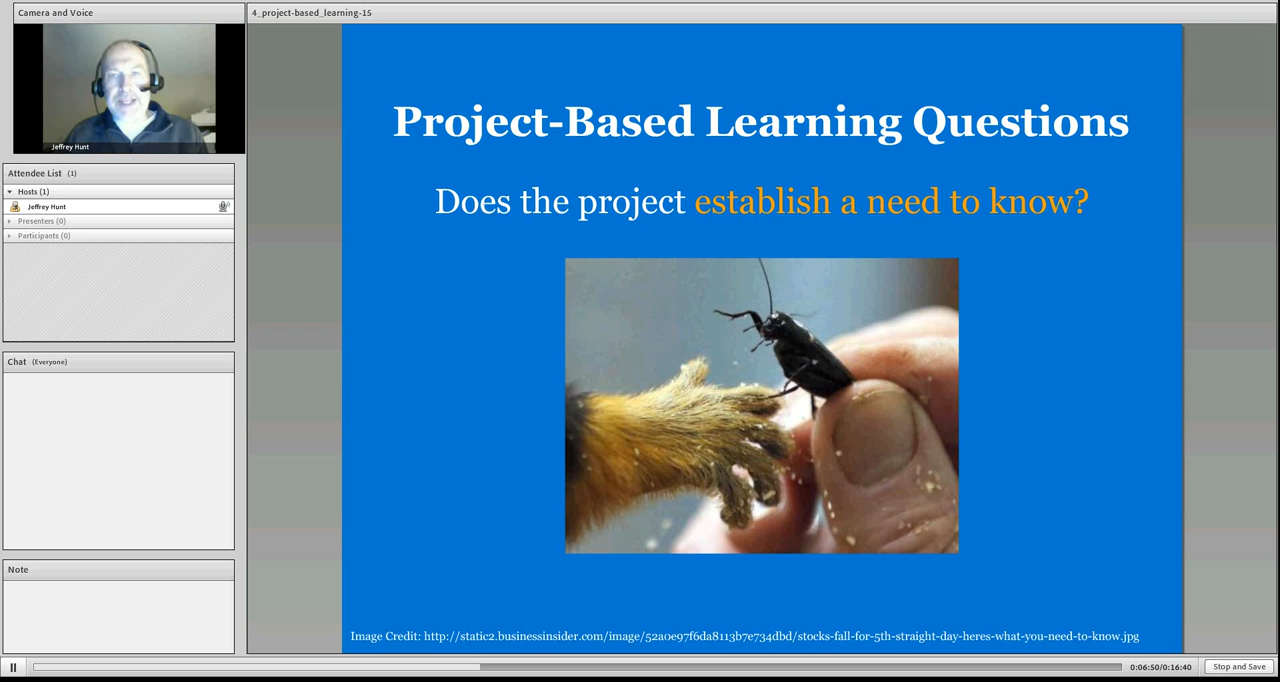 Camera and Voice
Jeffrey Hunt
Attendee List (1)
Hosts (1)
Jeffrey Hunt
Presenters (0)
Participants (0)
Chat (Everyone)
Note
4_project-based_learning-15
Project-Based Learning Questions
Does the project establish a need to know?
Image Credit: http://static2.businessinsider.com/image/52a0e97f6da8113b7e734dbd/stocks-fall-for-5th-straight-day-heres-what-you-need-to-know.jpg
0:06:50/0:16:40
Stop and Save